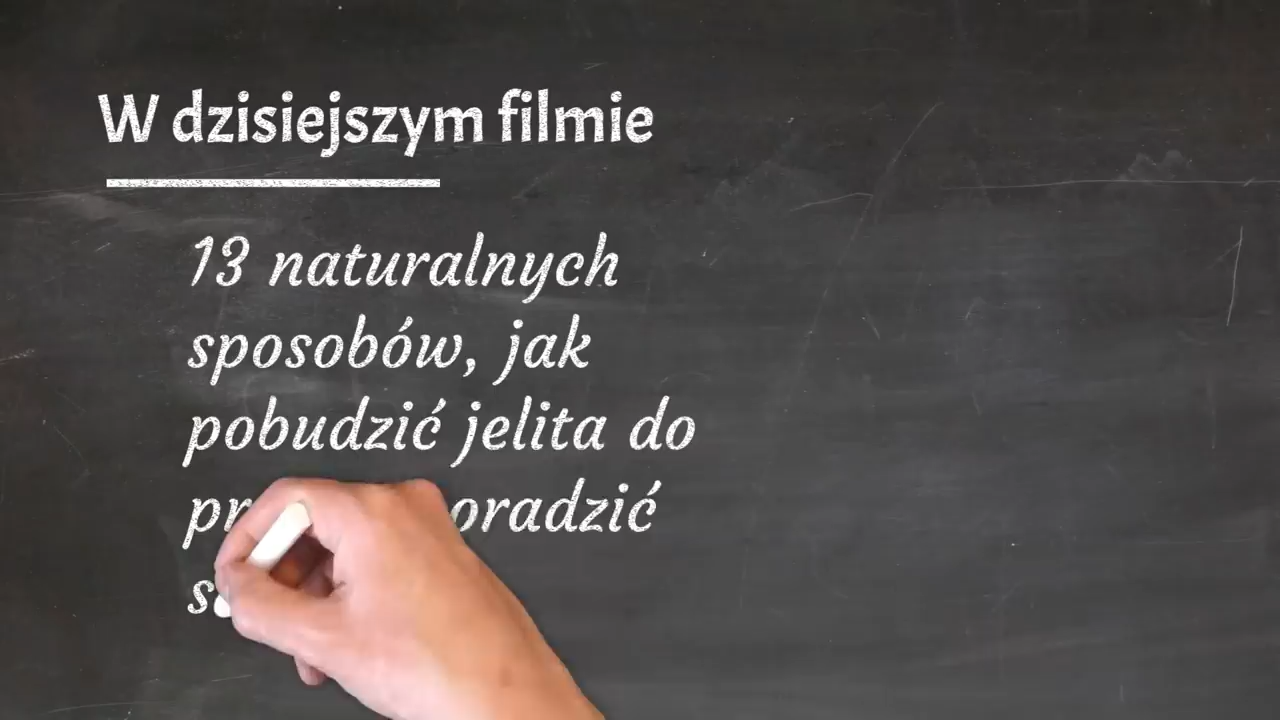 W dzisiejszym filmie
13 naturalnych
sposobów, jak
pobudzić jelita do